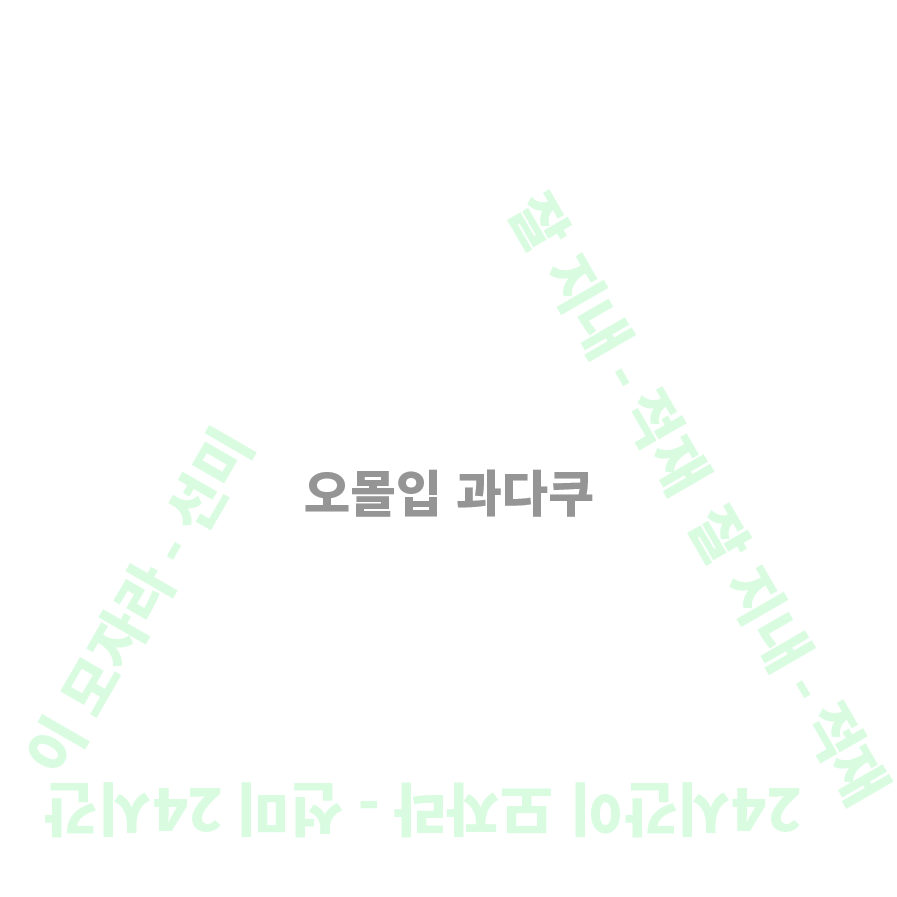 잘 지내 - 적재 잘 지내 - 적재
24시간이 모자라 - 선미 24시간이 모자라 - 선미
오몰입 과다쿠